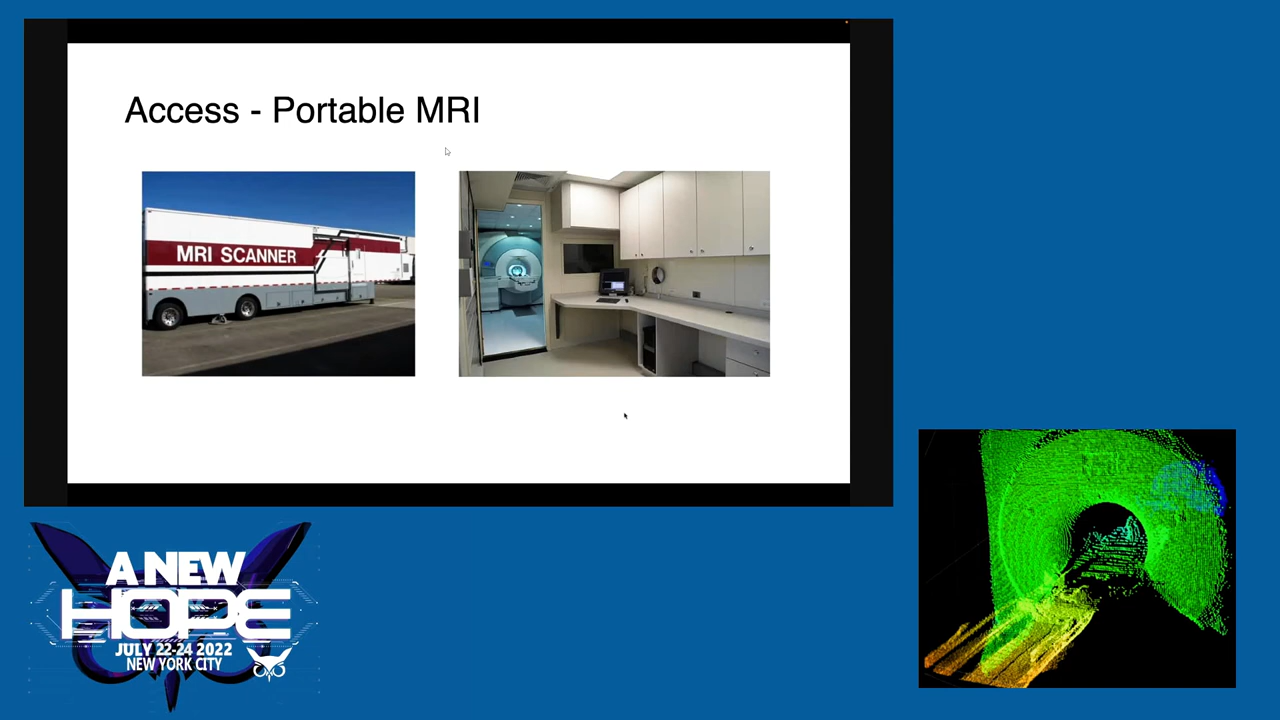 Access - Portable MRI
MRI SCANNER
A NEW
HOPE
JULY 22-24 2022
NEW YORK CITY